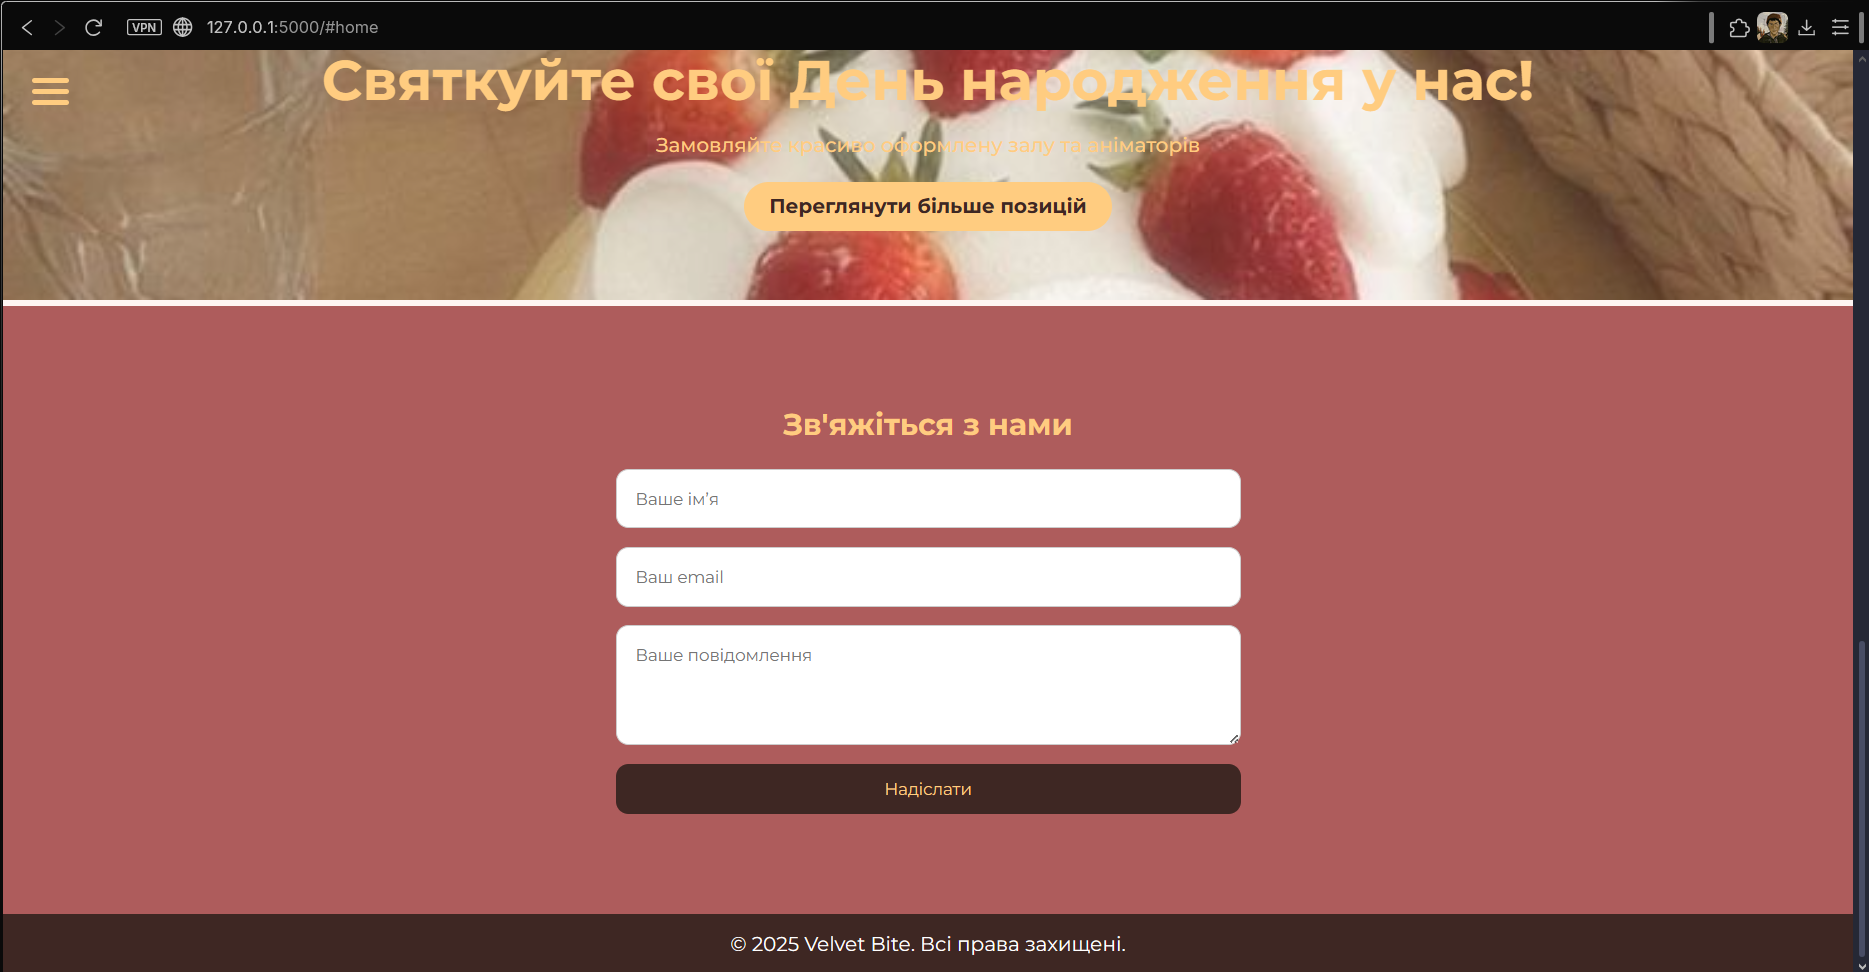 VPN 127.0.0.1:5000/#home
Святкуйте свої День народження у нас!
Замовляйте красиво оформлену залу та аніматорів
Переглянути більше позицій
Зв'яжіться з нами
Ваше ім’я
Ваш email
Ваше повідомлення
Надіслати
© 2025 Velvet Bite. Всі права захищені.